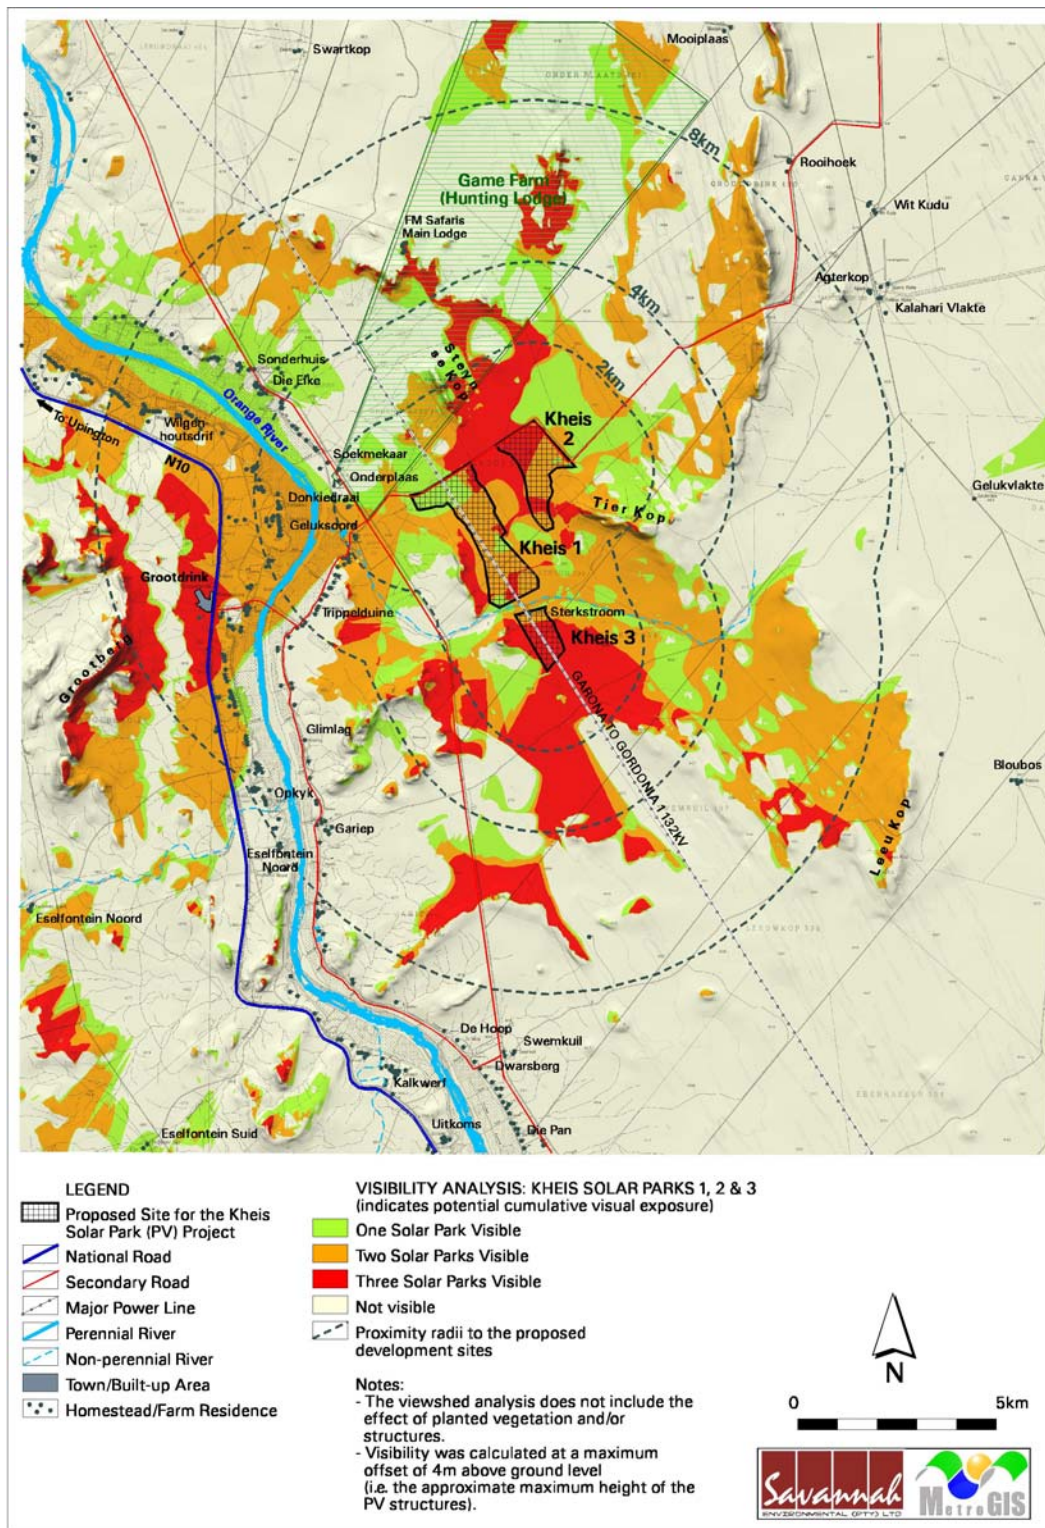 Swartkop
Mooiplaas
8km
Rooihoek
Game Farm
(Hunting Lodge)
Wit Kudu
FM Safaris
Main Lodge
Agterkop
4km
Kalahari Vlakte
Steyn
se Kop
Sonderhuis
Die Erke
2km
Orange River
Kheis
2
To Upington
Wilgen
houtsdrif
N10
Spekmekaar
Onderplaas
Gelukvlakte
Donkiedraai
Tier Kop
Geluksoord
Kheis 1
Grootdrink
Trippelduine
Sterkstroom
Kheis 3
Grootberg
GARONA TO GORDONIA 1 132kV
Glimlag
Bloubos
Opkyk
Gariep
Leeu Kop
Eselfontein
Noord
Eselfontein Noord
De Hoop
Swemkuil
Dwarsberg
Kalkwerf
Uitkoms
Die Pan
Eselfontein Suid
LEGEND
Proposed Site for the Kheis
Solar Park (PV) Project
National Road
Secondary Road
Major Power Line
Perennial River
Non-perennial River
Town/Built-up Area
Homestead/Farm Residence
VISIBILITY ANALYSIS: KHEIS SOLAR PARKS 1, 2 & 3
(indicates potential cumulative visual exposure)
One Solar Park Visible
Two Solar Parks Visible
Three Solar Parks Visible
Not visible
Proximity radii to the proposed
development sites
Notes:
- The viewshed analysis does not include the
effect of planted vegetation and/or
structures.
- Visibility was calculated at a maximum
offset of 4m above ground level
(i.e. the approximate maximum height of the
PV structures).
N
0 5km
Savannah
ENVIRONMENTAL (PTY) LTD
MetroGIS